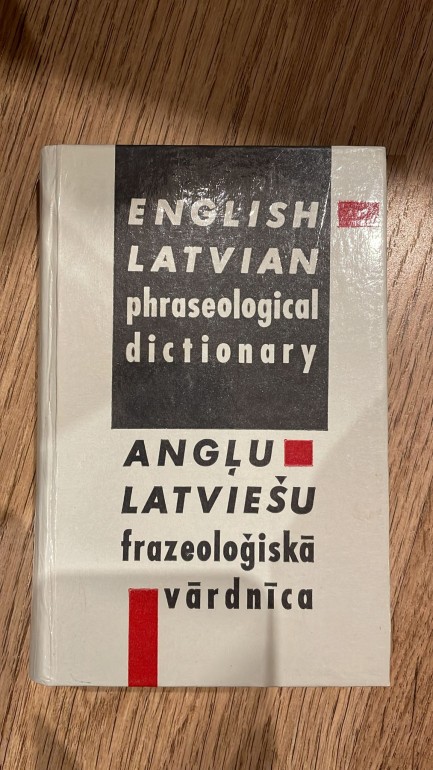 ENGLISH
LATVIAN
phraseological
dictionary
ANGĻU
LATVIEŠU
frazeoloģiskā
vārdnīca